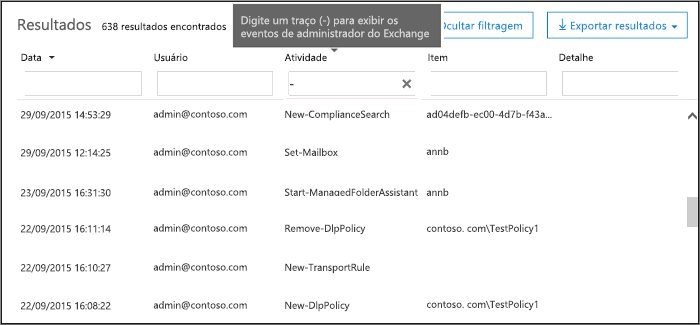 Resultados 638 resultados encontrados
Digite um traço (-) para exibir os
eventos de administrador do Exchange
Ocultar filtragem
Exportar resultados
Data Usuário Atividade Item Detalhe
-
29/09/2015 14:53:29 admin@contoso.com New-ComplianceSearch ad04defb-ec00-4d7b-f43a...
29/09/2015 12:14:25 admin@contoso.com Set-Mailbox annb
23/09/2015 16:31:30 admin@contoso.com Start-ManagedFolderAssistant annb
22/09/2015 16:11:14 admin@contoso.com Remove-DlpPolicy contoso. com\TestPolicy1
22/09/2015 16:10:27 admin@contoso.com New-TransportRule
22/09/2015 16:08:22 admin@contoso.com New-DlpPolicy contoso. com\TestPolicy1